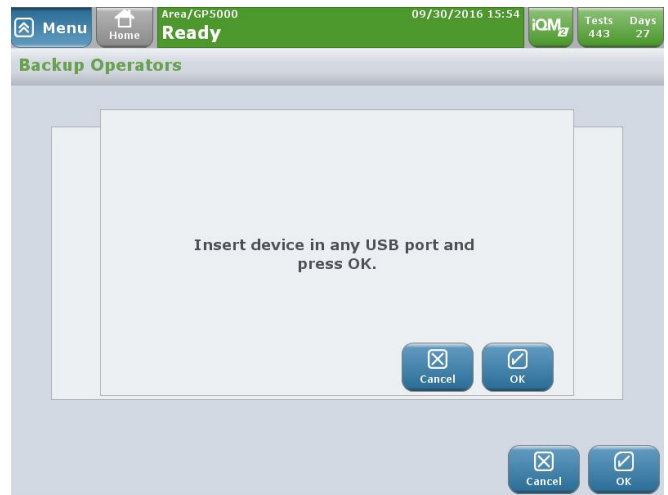 Menu
Home
Area/GP5000 09/30/2016 15:54
Ready
iQM2
Tests Days
443 27
Backup Operators
Insert device in any USB port and
press OK.
Cancel OK
Cancel OK